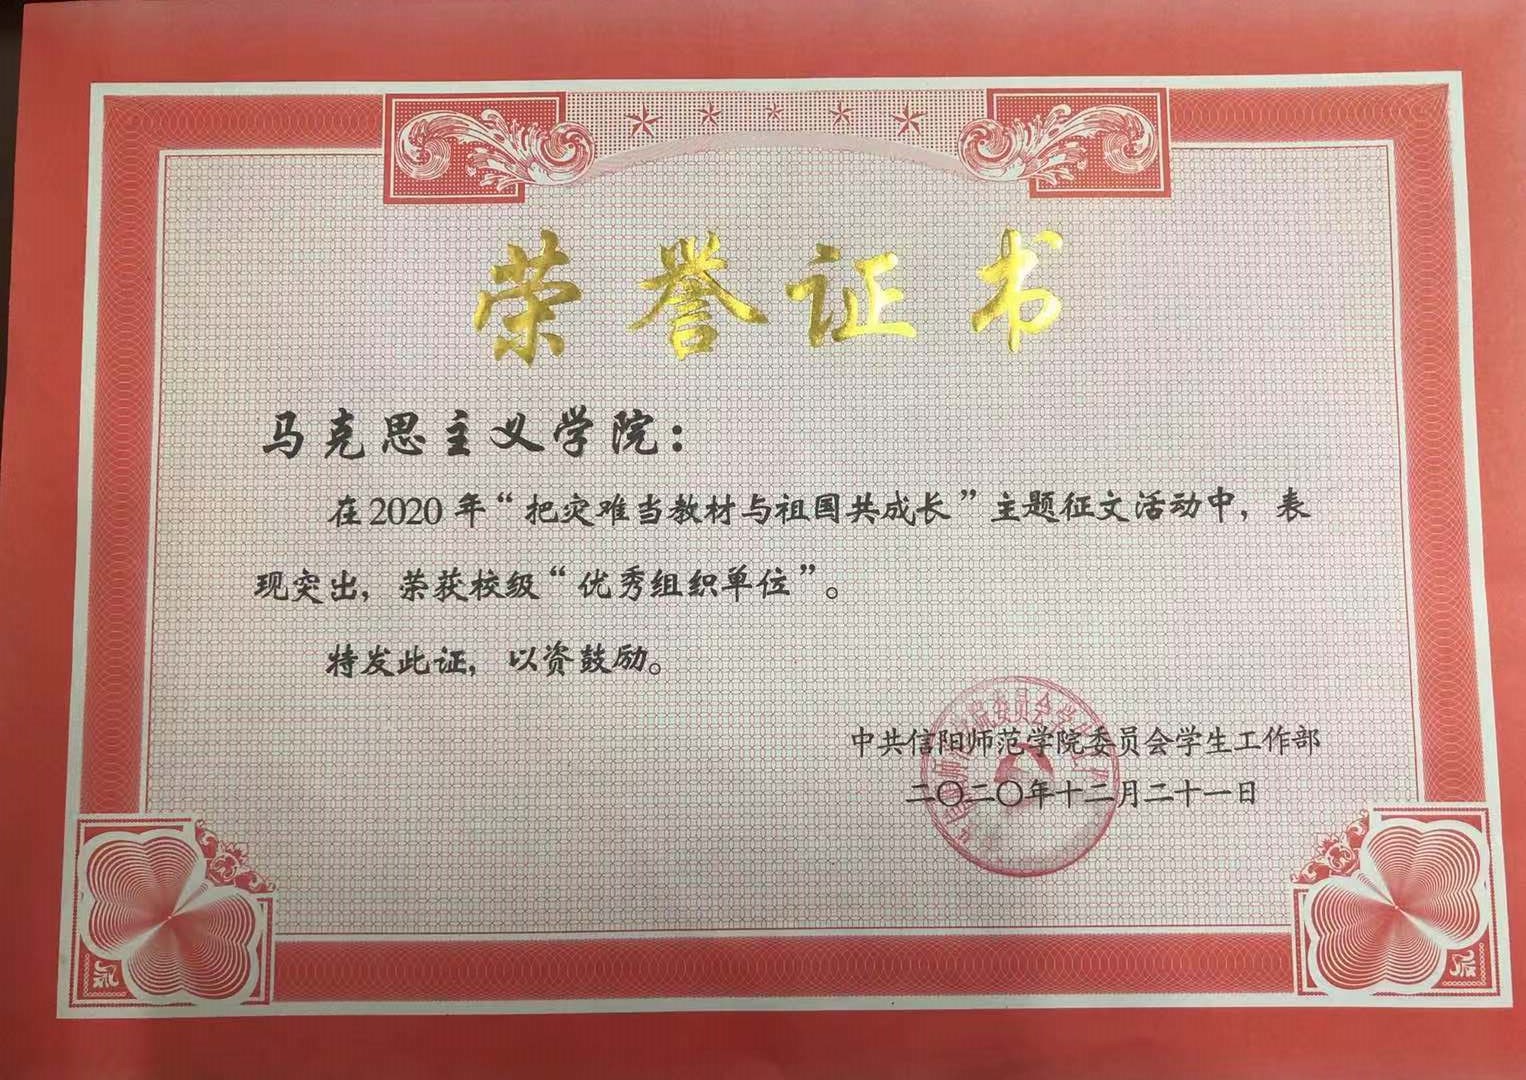 荣誉证书
马克思主义学院：
在2020年“把灾难当教材与祖国共成长”主题征文活动中，表
现突出，荣获校级“优秀组织单位”。
特发此证，以资鼓励。
中共信阳师范学院委员会学生工作部
二〇二〇年十二月二十一日